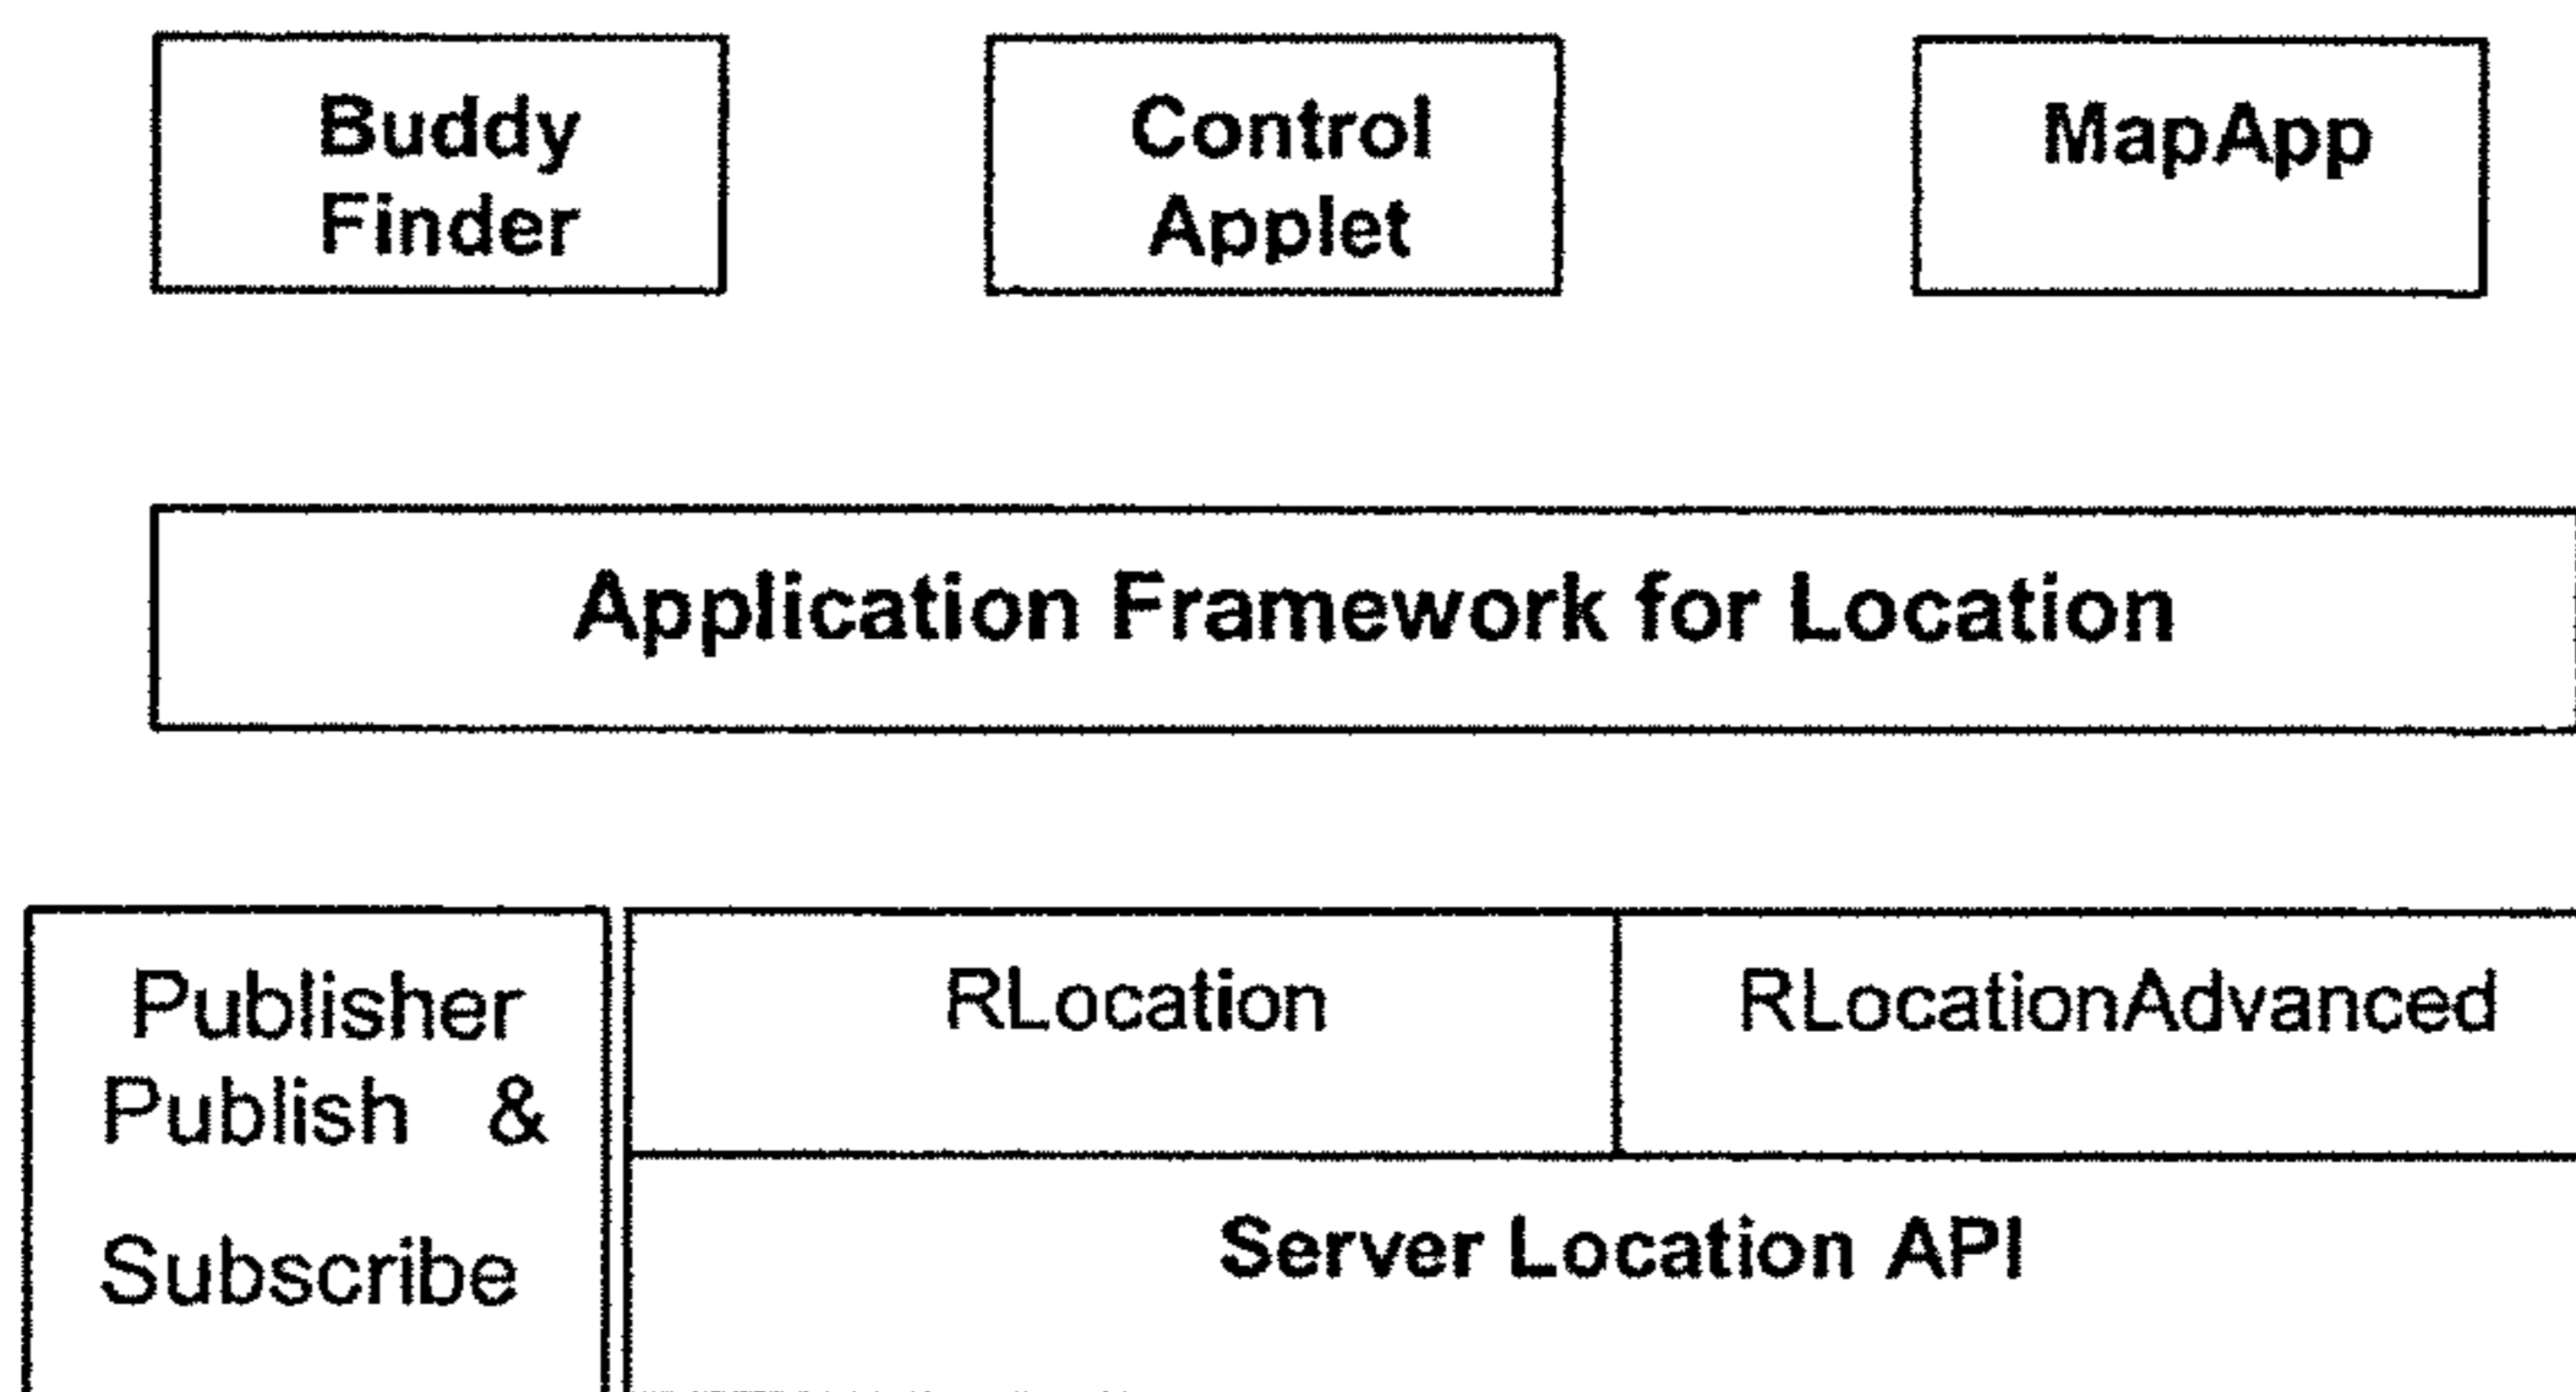 Buddy
Finder
Control
Applet
MapApp
Application Framework for Location
Publisher
Publish &
Subscribe
RLocation
RLocationAdvanced
Server Location API